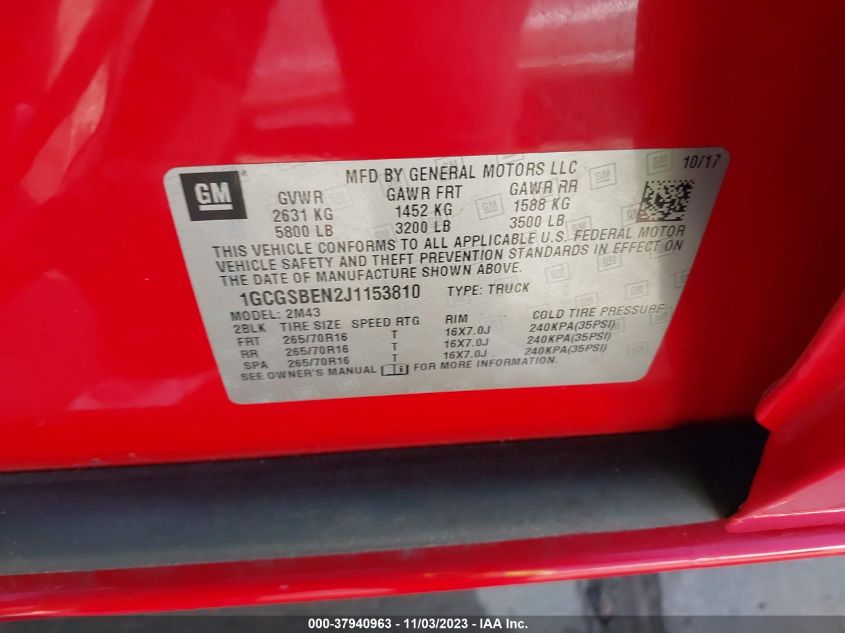 GM
®
MFD BY GENERAL MOTORS LLC
10/17
GVWR GAWR FRT GAWR RR
2631 KG 1452 KG 1588 KG
5800 LB 3200 LB 3500 LB
THIS VEHICLE CONFORMS TO ALL APPLICABLE U.S. FEDERAL MOTOR
VEHICLE SAFETY AND THEFT PREVENTION STANDARDS IN EFFECT ON
THE DATE OF MANUFACTURE SHOWN ABOVE.
1GCGSBEN2J1153810 TYPE: TRUCK
MODEL: 2M43
2BLK TIRE SIZE SPEED RTG RIM COLD TIRE PRESSURE
FRT 265/70R16 T 16X7.0J 240KPA(35PSI)
RR 265/70R16 T 16X7.0J 240KPA(35PSI)
SPA 265/70R16 T 16X7.0J 240KPA(35PSI)
SEE OWNER'S MANUAL FOR MORE INFORMATION.
000-37940963 - 11/03/2023 - IAAI.com